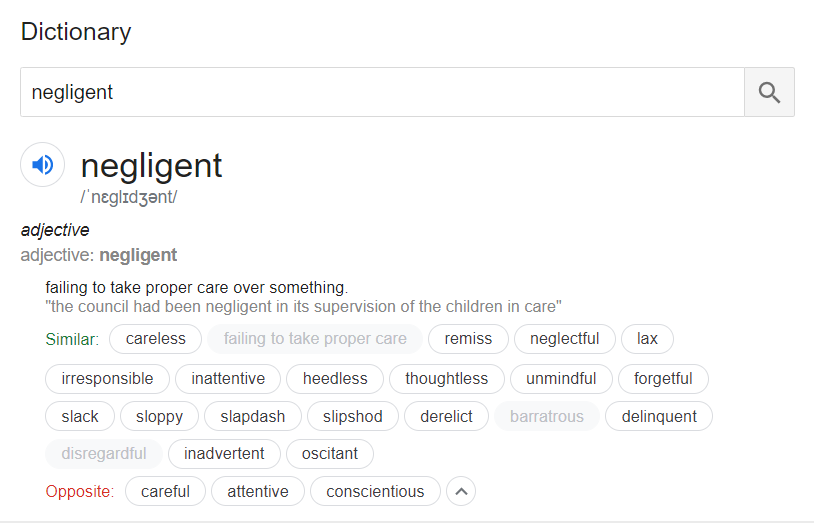 Dictionary
negligent
negligent
/ˈnɛɡlɪdʒənt/
adjective
adjective: negligent
failing to take proper care over something.
"the council had been negligent in its supervision of the children in care"
Similar: careless failing to take proper care remiss neglectful lax
irresponsible inattentive heedless thoughtless unmindful forgetful
slack sloppy slapdash slipshod derelict barratrous delinquent
disregardful inadvertent oscitant
Opposite: careful attentive conscientious